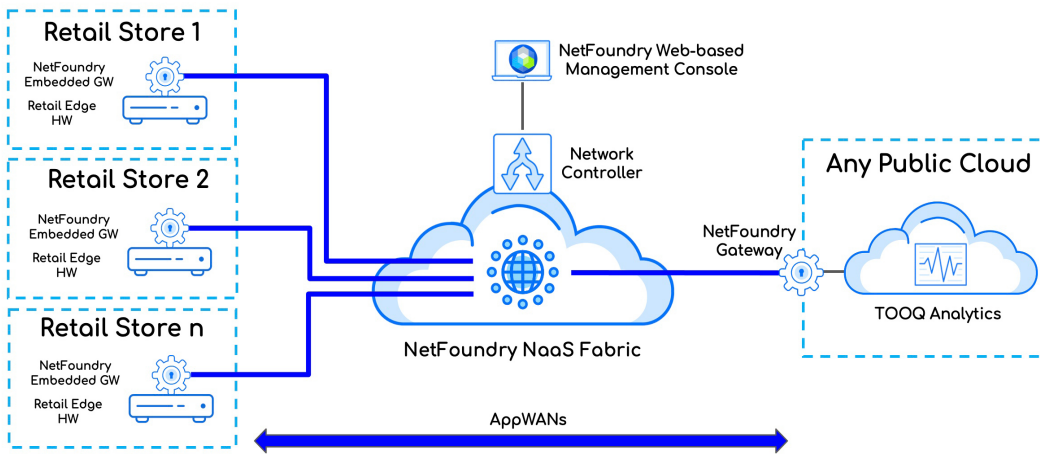 Retail Store 1
NetFoundry
Embedded GW
Retail Edge
HW
Retail Store 2
NetFoundry
Embedded GW
Retail Edge
HW
Retail Store n
NetFoundry
Embedded GW
Retail Edge
HW
NetFoundry Web-based
Management Console
Network
Controller
NetFoundry NaaS Fabric
NetFoundry
Gateway
Any Public Cloud
TOOQ Analytics
AppWANs